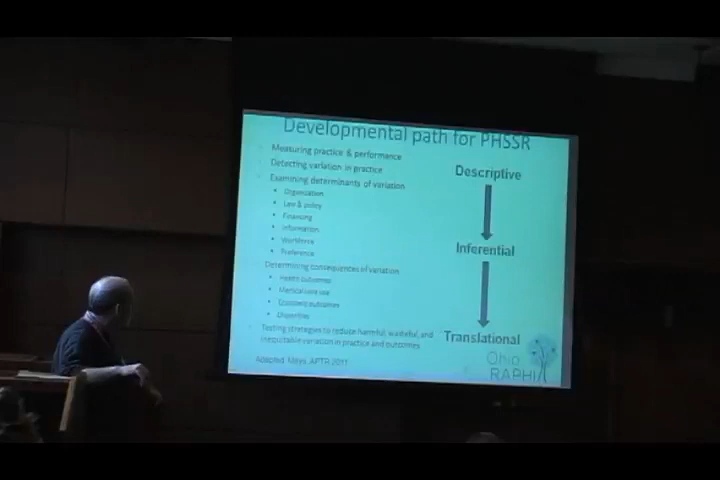 Developmental path for PHSSR
Measuring practice & performance
Detecting variation in practice
Examining determinants of variation
Organization
Law & policy
Financing
Information
Workforce
Preference
Determining consequences of variation
Health outcomes
Medical care use
Economic outcomes
Disparities
Testing strategies to reduce harmful, wasteful, and
inequitable variation in practice and outcomes
Adapted, Mays, APTR 2011
Descriptive
Inferential
Translational
Ohio
RAPHI